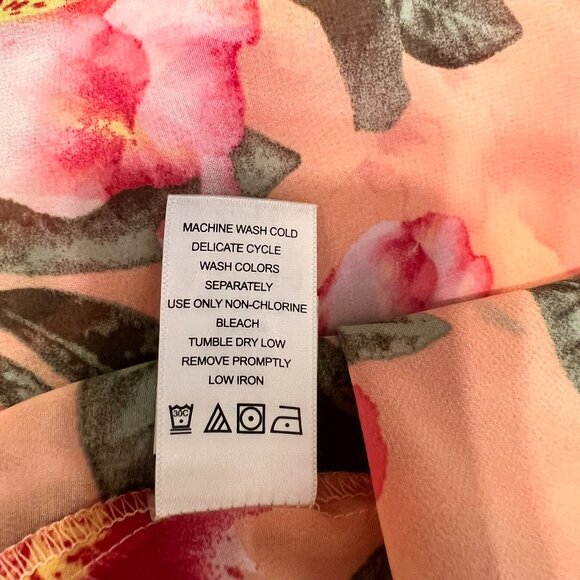 MACHINE WASH COLD
DELICATE CYCLE
WASH COLORS
SEPARATELY
USE ONLY NON-CHLORINE
BLEACH
TUMBLE DRY LOW
REMOVE PROMPTLY
LOW IRON
30C